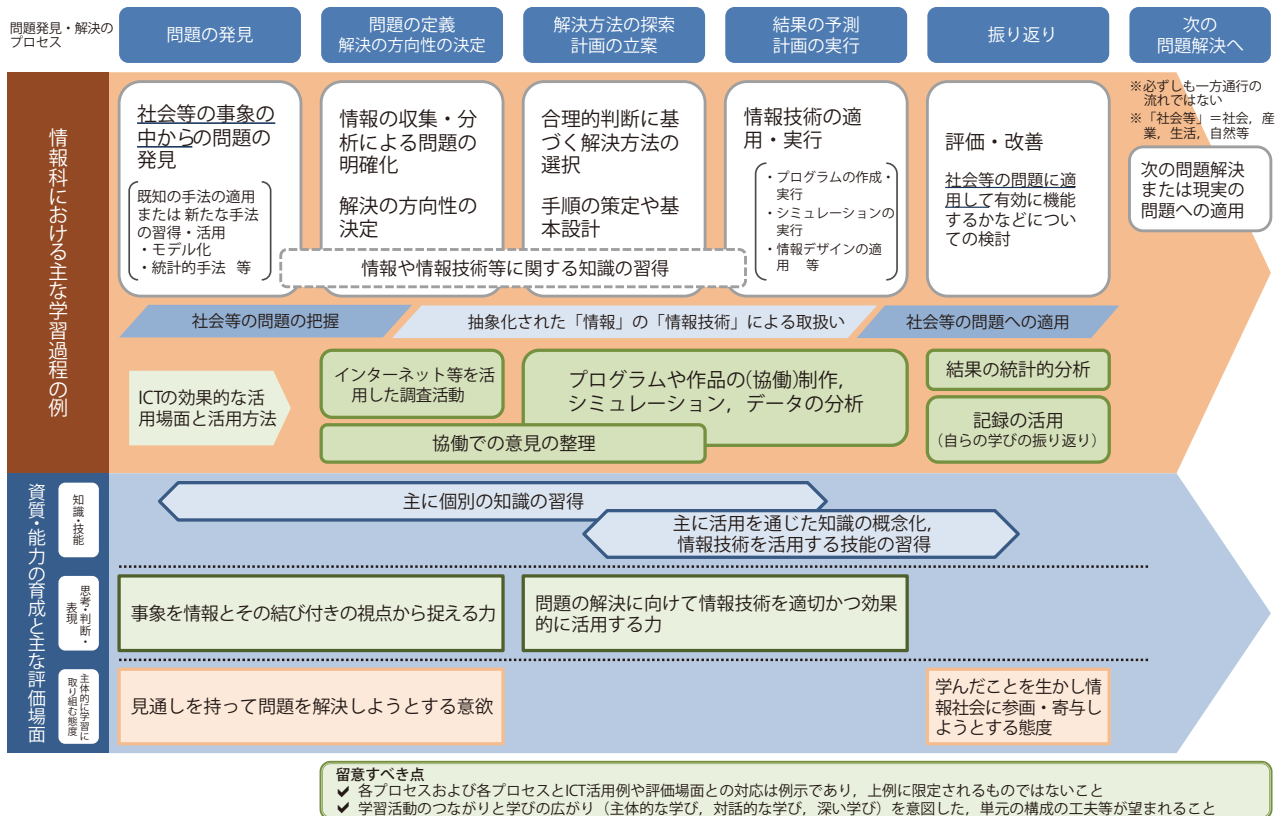 問題発見・解決の
プロセス
問題の発見
問題の定義
解決の方向性の決定
解決方法の探索
計画の立案
結果の予測
計画の実行
振り返り
次の
問題解決へ
情報科における主な学習過程の例
社会等の事象の
中からの問題の
発見
既知の手法の適用
または 新たな手法
の習得・活用
・モデル化
・統計的手法 等
情報の収集・分
析による問題の
明確化
解決の方向性の
決定
合理的判断に基
づく解決方法の
選択
手順の策定や基
本設計
情報や情報技術等に関する知識の習得
情報技術の適
用・実行
・プログラムの作成・
実行
・シミュレーションの
実行
・情報デザインの適
用 等
評価・改善
社会等の問題に適
用して有効に機能
するかなどについ
ての検討
※必ずしも一方通行の
流れではない
※「社会等」＝社会，産
業，生活，自然等
次の問題解決
または現実の
問題への適用
社会等の問題の把握
抽象化された「情報」の「情報技術」による取扱い
社会等の問題への適用
ICTの効果的な活
用場面と活用方法
インターネット等を活
用した調査活動
協働での意見の整理
プログラムや作品の(協働)制作，
シミュレーション，データの分析
結果の統計的分析
記録の活用
（自らの学びの振り返り）
資質・能力の育成と主な評価場面
知識・技能
主に個別の知識の習得
主に活用を通じた知識の概念化，
情報技術を活用する技能の習得
思考・判断・
表現
事象を情報とその結び付きの視点から捉える力
問題の解決に向けて情報技術を適切かつ効果
的に活用する力
主体的に学習に
取り組む態度
見通しを持って問題を解決しようとする意欲
学んだことを生かし情
報社会に参画・寄与し
ようとする態度
留意すべき点
✔ 各プロセスおよび各プロセスとICT活用例や評価場面との対応は例示であり，上例に限定されるものではないこと
✔ 学習活動のつながりと学びの広がり（主体的な学び，対話的な学び，深い学び）を意図した，単元の構成の工夫等が望まれること